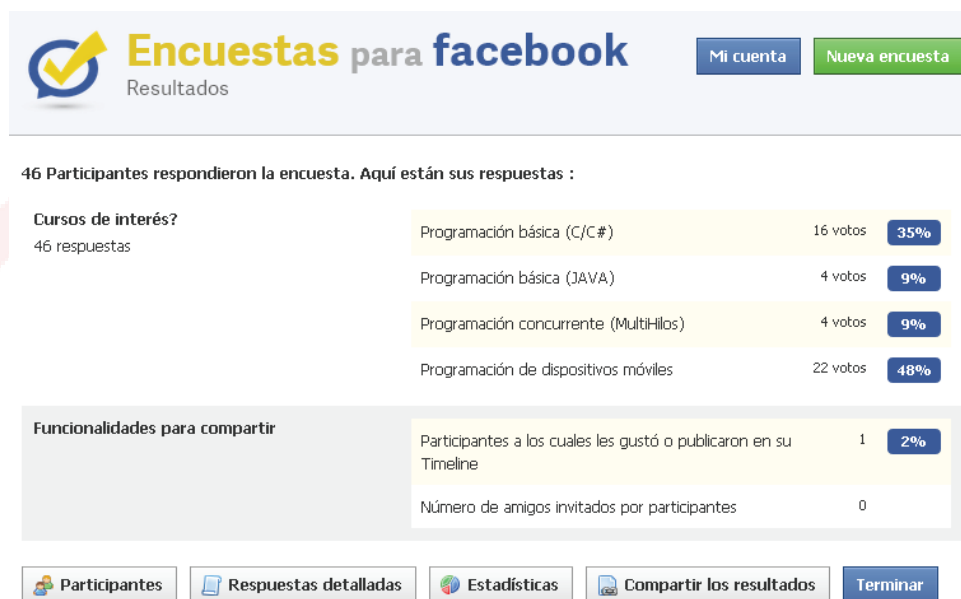 Encuestas para facebook
Resultados
Mi cuenta
Nueva encuesta
46 Participantes respondieron la encuesta. Aquí están sus respuestas :
Cursos de interés?
46 respuestas
Programación básica (C/C#) 16 votos 35%
Programación básica (JAVA) 4 votos 9%
Programación concurrente (MultiHilos) 4 votos 9%
Programación de dispositivos móviles 22 votos 48%
Funcionalidades para compartir
Participantes a los cuales les gustó o publicaron en su 1 2%
Timeline
Número de amigos invitados por participantes 0
Participantes
Respuestas detalladas
Estadísticas
Compartir los resultados
Terminar